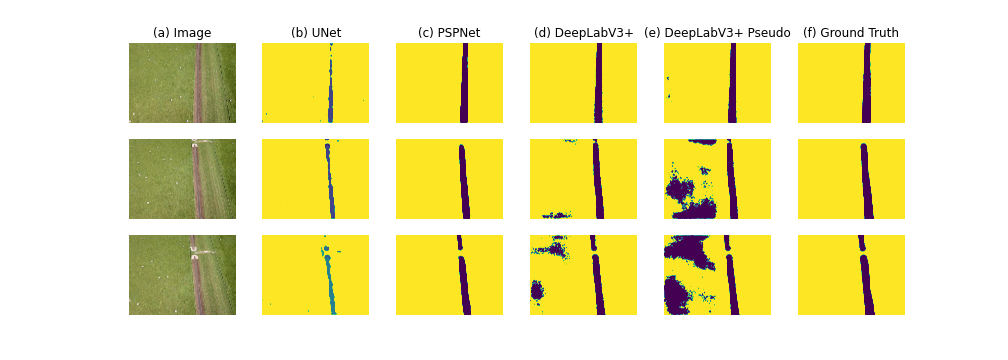 (a) Image
(b) UNet
(c) PSPNet
(d) DeepLabV3+
(e) DeepLabV3+ Pseudo
(f) Ground Truth